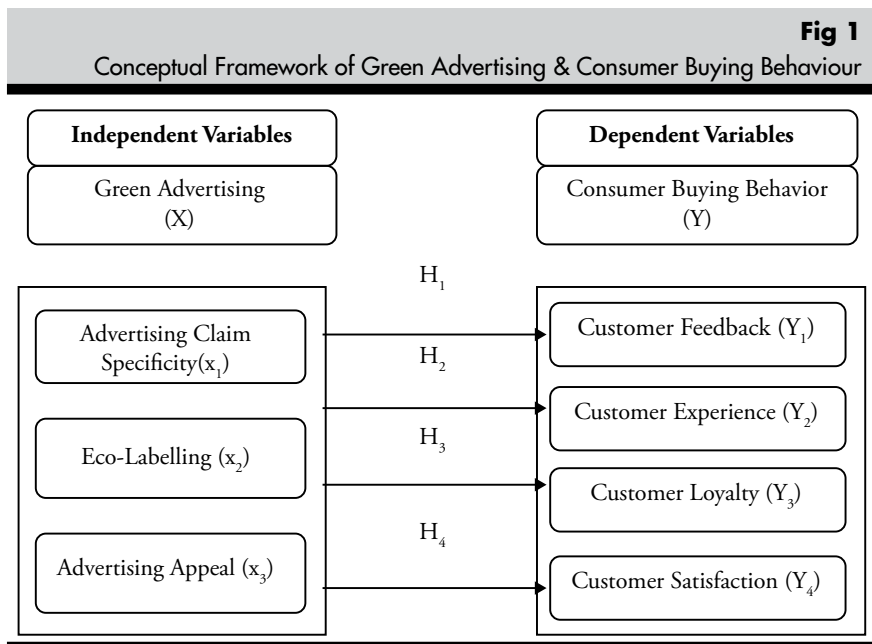 Fig 1
Conceptual Framework of Green Advertising & Consumer Buying Behaviour
Independent Variables
Green Advertising
(X)
Dependent Variables
Consumer Buying Behavior
(Y)
H₁
H₂
H₃
H₄
Advertising Claim
Specificity(x₁)
Eco-Labelling (x₂)
Advertising Appeal (x₃)
Customer Feedback (Y₁)
Customer Experience (Y₂)
Customer Loyalty (Y₃)
Customer Satisfaction (Y₄)